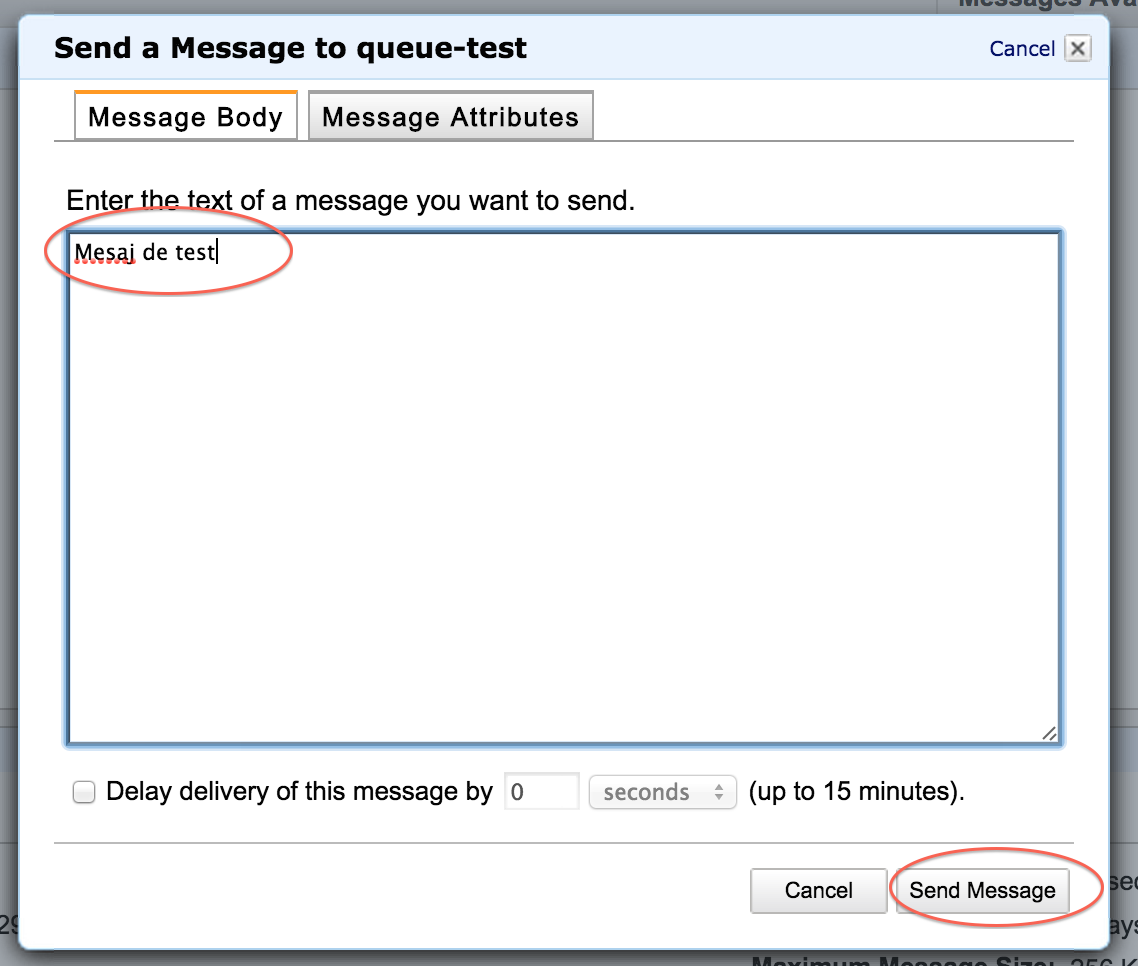 Messages Ava
Send a Message to queue-test
Cancel
Message Body
Message Attributes
Enter the text of a message you want to send.
Mesaj de test
Delay delivery of this message by 0 seconds (up to 15 minutes).
Cancel
Send Message
29
sec
ays
Maximum Message Size: 256 K